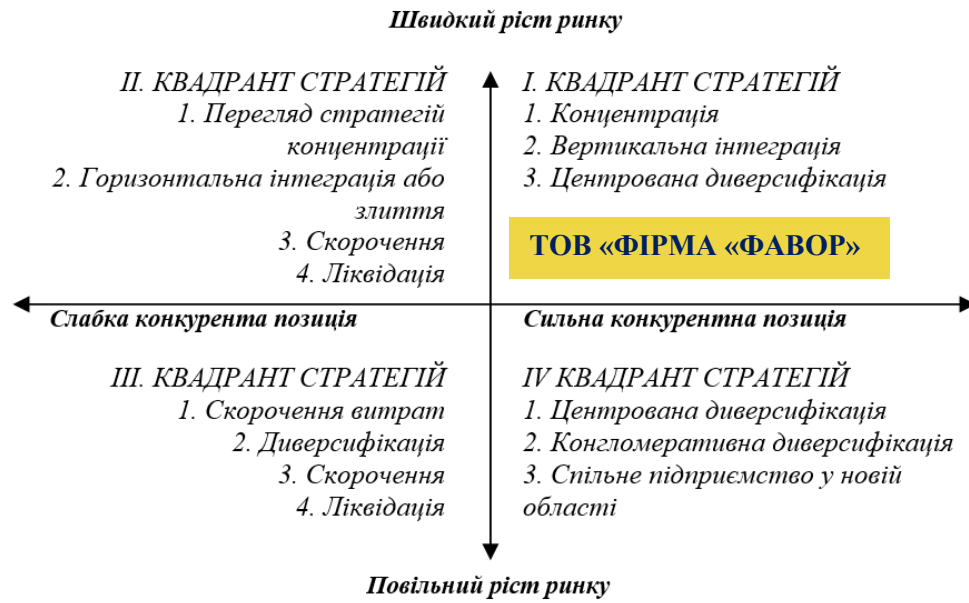 Швидкий ріст ринку
ІІ. КВАДРАНТ СТРАТЕГІЙ
1. Перегляд стратегій
концентрації
2. Горизонтальна інтеграція або
злиття
3. Скорочення
4. Ліквідація
І. КВАДРАНТ СТРАТЕГІЙ
1. Концентрація
2. Вертикальна інтеграція
3. Центрована диверсифікація
ТОВ «ФІРМА «ФАВОР»
Слабка конкурента позиція
Сильна конкурентна позиція
ІІІ. КВАДРАНТ СТРАТЕГІЙ
1. Скорочення витрат
2. Диверсифікація
3. Скорочення
4. Ліквідація
IV КВАДРАНТ СТРАТЕГІЙ
1. Центрована диверсифікація
2. Конгломеративна диверсифікація
3. Спільне підприємство у новій
області
Повільний ріст ринку